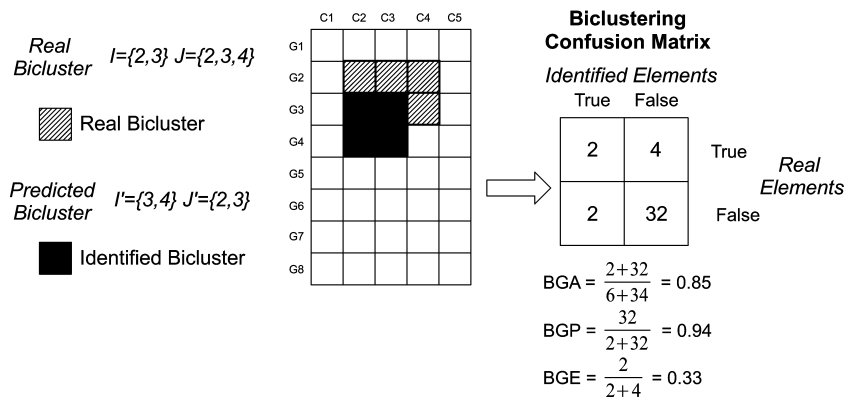 Real
Bicluster
I={2,3} J={2,3,4}
Real Bicluster
Predicted
Bicluster
I'={3,4} J'={2,3}
Identified Bicluster
C1 C2 C3 C4 C5
G1
G2
G3
G4
G5
G6
G7
G8
Biclustering
Confusion Matrix
Identified Elements
True False
2 4 True
2 32 False
Real
Elements
BGA = 2+32 / 6+34 = 0.85
BGP = 32 / 2+32 = 0.94
BGE = 2 / 2+4 = 0.33